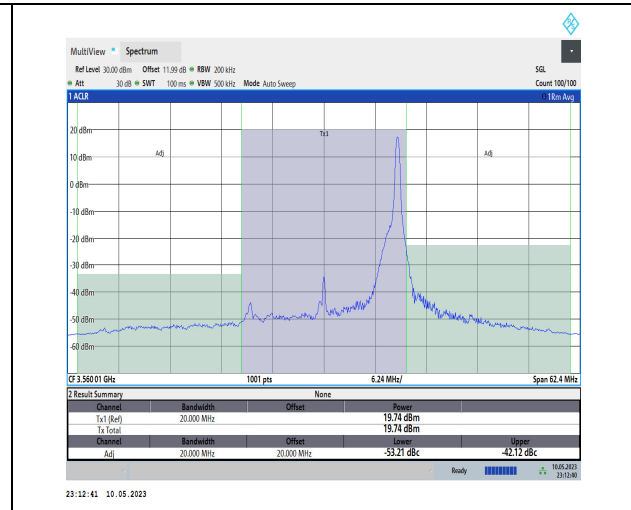 MultiView Spectrum
Ref Level 30.00 dBm Offset 11.99 dB RBW 200 kHz SGL
Att 30 dB SWT 100 ms VBW 500 kHz Mode Auto Sweep Count 100/100
1 ACLR 1Rm Avg
20 dBm
Tx1
10 dBm
Adj Adj
0 dBm
-10 dBm
-20 dBm
-30 dBm
-40 dBm
-50 dBm
-60 dBm
CF 3.56001 GHz 1001 pts 6.24 MHz/ Span 62.4 MHz
2 Result Summary None
Channel Bandwidth Offset Power
Tx1 (Ref) 20.000 MHz 19.74 dBm
Tx Total 19.74 dBm
Channel Bandwidth Offset Lower Upper
Adj 20.000 MHz 20.000 MHz -53.21 dBc -42.12 dBc
Ready 10.05.2023
23:12:40
23:12:41 10.05.2023